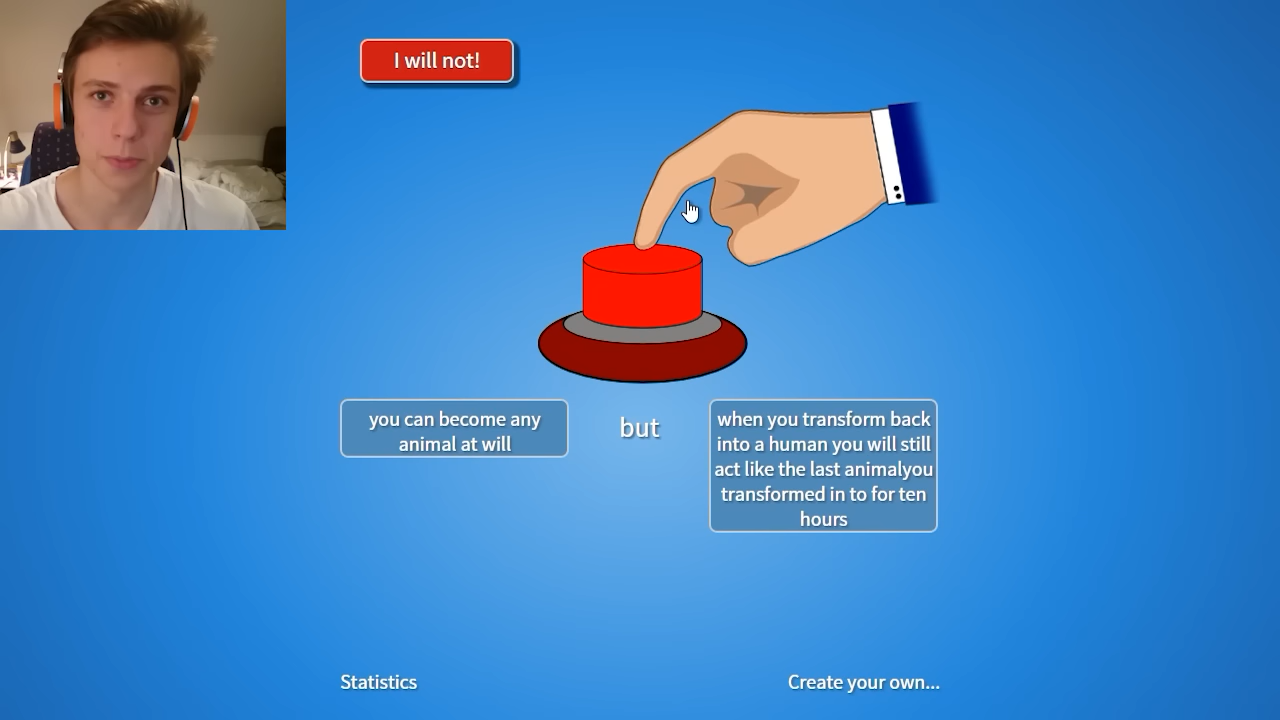 I will not!
you can become any
animal at will
but
when you transform back
into a human you will still
act like the last animalyou
transformed in to for ten
hours
Statistics
Create your own...